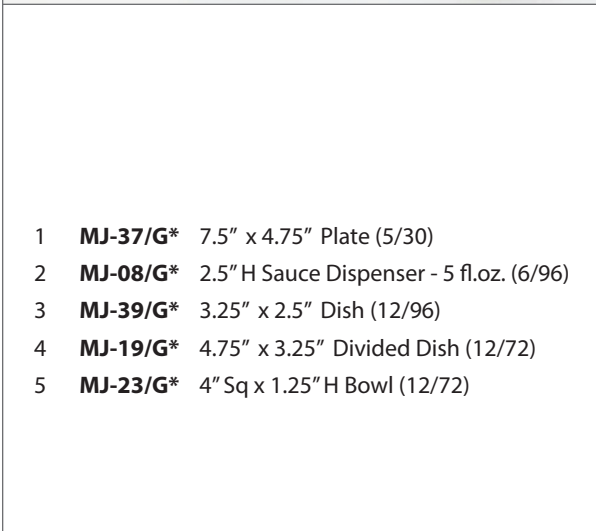 1 MJ-37/G* 7.5” x 4.75” Plate (5/30)
2 MJ-08/G* 2.5”H Sauce Dispenser - 5 fl.oz. (6/96)
3 MJ-39/G* 3.25” x 2.5” Dish (12/96)
4 MJ-19/G* 4.75” x 3.25” Divided Dish (12/72)
5 MJ-23/G* 4”Sq x 1.25”H Bowl (12/72)